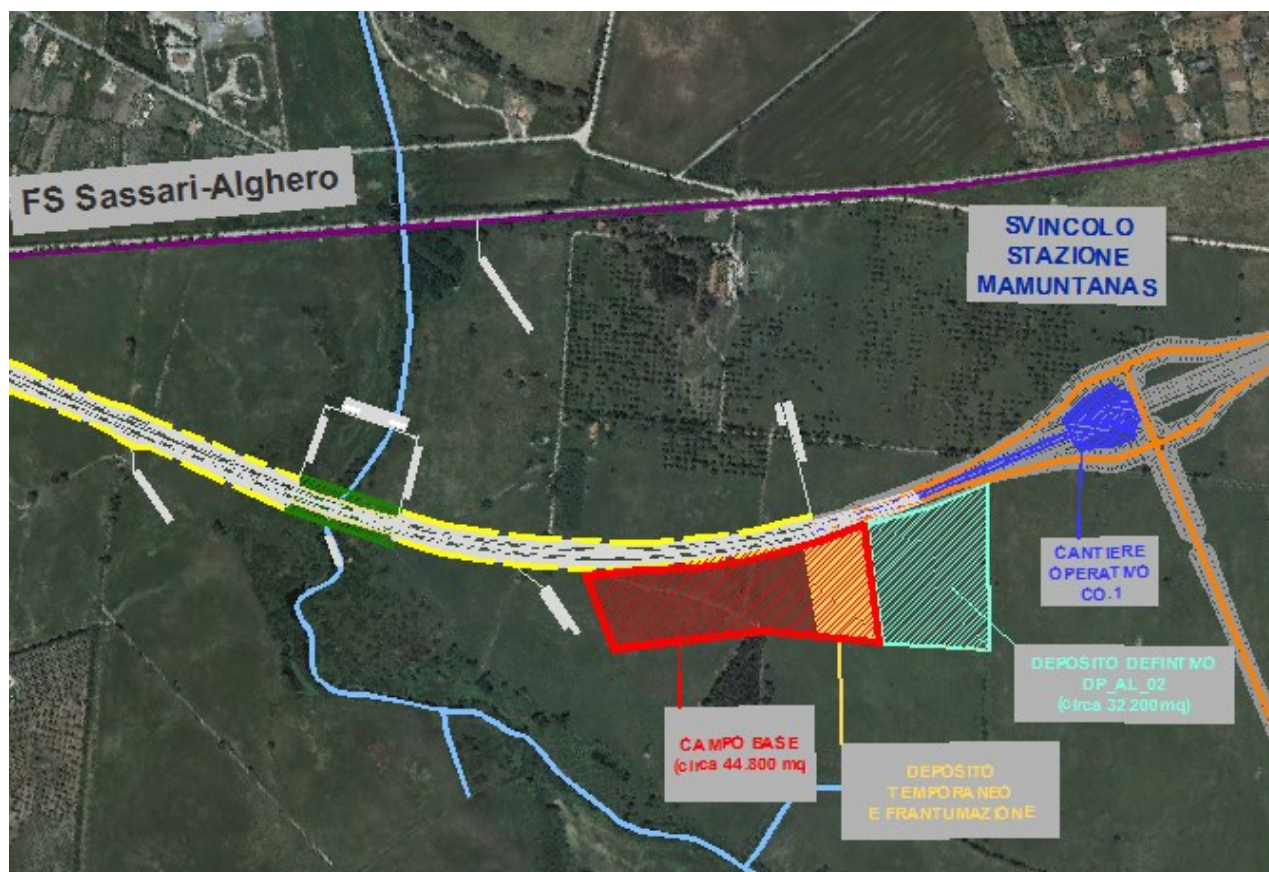 FS Sassari-Alghero
SVINCOLO
STAZIONE
MAMUNTANAS
CANTIERE
OPERATIVO
CO.1
DEPOSITO DEFINTIVO
DP_AL_02
(circa 32.200mq)
CAMPO BASE
(circa 44.800 mq
DEPOSITO
TEMPORANEO
E FRANTUMAZIONE